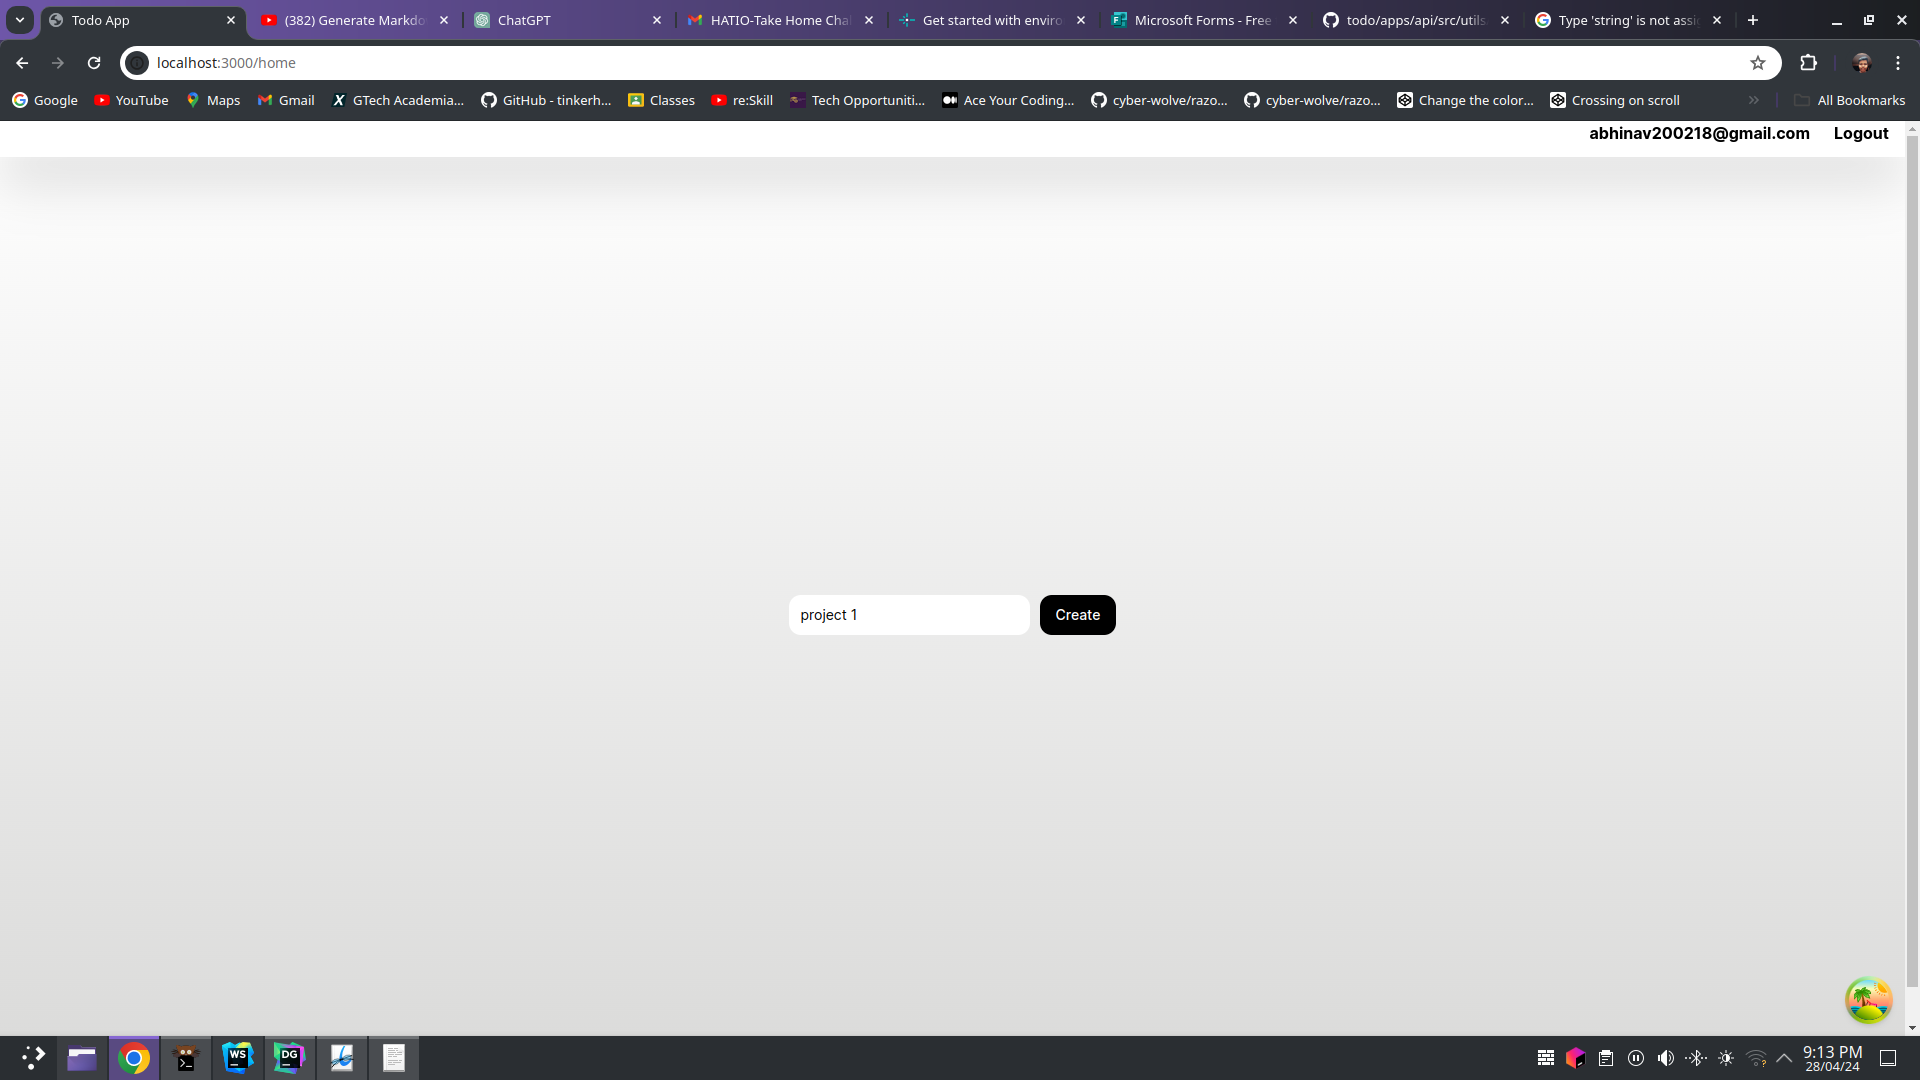 Todo App
(382) Generate Markdo
ChatGPT
HATIO-Take Home Cha
Get started with enviro
Microsoft Forms - Free
todo/apps/api/src/utils
Type 'string' is not assi
localhost:3000/home
Google
YouTube
Maps
Gmail
GTech Academia...
GitHub - tinkerh...
Classes
re:Skill
Tech Opportuniti...
Ace Your Coding...
cyber-wolve/razo...
cyber-wolve/razo...
Change the color...
Crossing on scroll
All Bookmarks
abhinav200218@gmail.com Logout
project 1 Create
WS
DG
9:13 PM
28/04/24